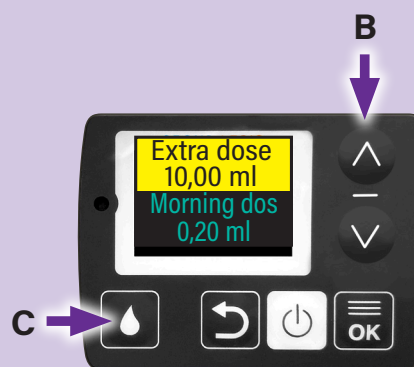 B
Extra dose
10,00 ml
Morning dos
0,20 ml
C
OK